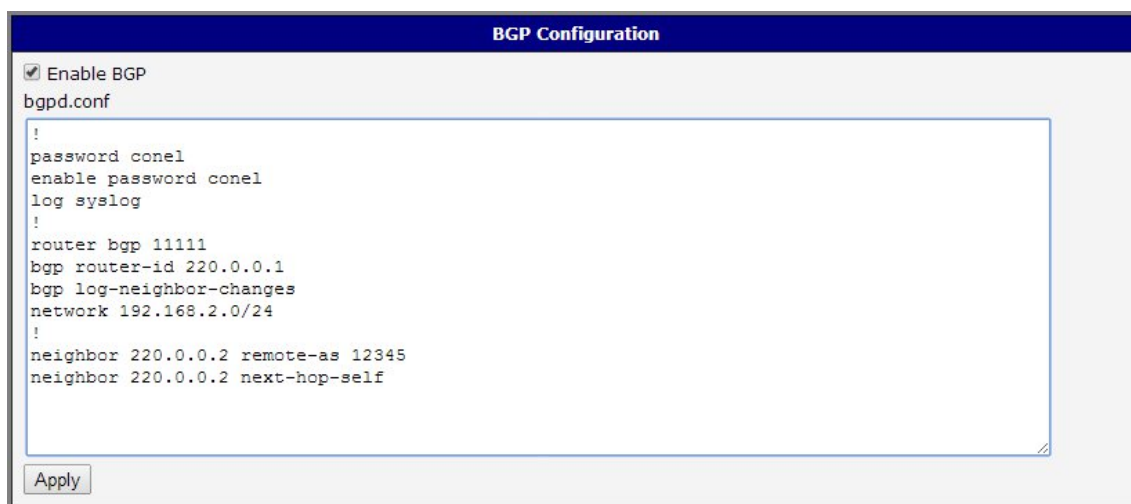 BGP Configuration
Enable BGP
bgpd.conf
!
password conel
enable password conel
log syslog
!
router bgp 11111
bgp router-id 220.0.0.1
bgp log-neighbor-changes
network 192.168.2.0/24
!
neighbor 220.0.0.2 remote-as 12345
neighbor 220.0.0.2 next-hop-self
Apply